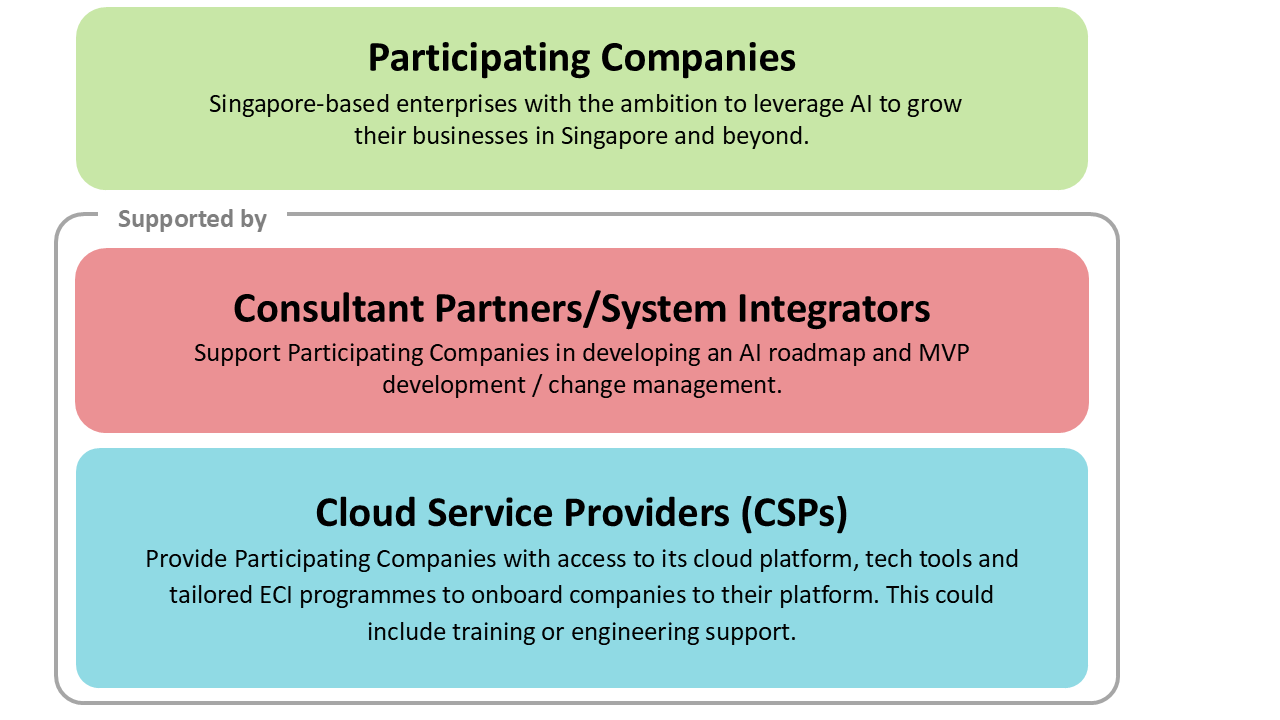 Participating Companies
Singapore-based enterprises with the ambition to leverage AI to grow
their businesses in Singapore and beyond.
Supported by
Consultant Partners/System Integrators
Support Participating Companies in developing an AI roadmap and MVP
development / change management.
Cloud Service Providers (CSPs)
Provide Participating Companies with access to its cloud platform, tech tools and
tailored ECI programmes to onboard companies to their platform. This could
include training or engineering support.